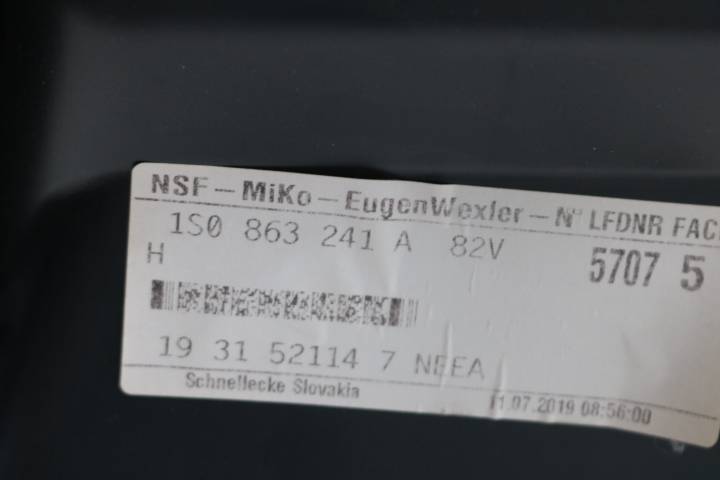 NSF-MiKo-EugenWexler-N° LFDNR FAC
1S0 863 241 A 82V 5707 5
H
19 31 52114 7 NEEA
Schnellecke Slovakia 11.07.2019 08:56:00